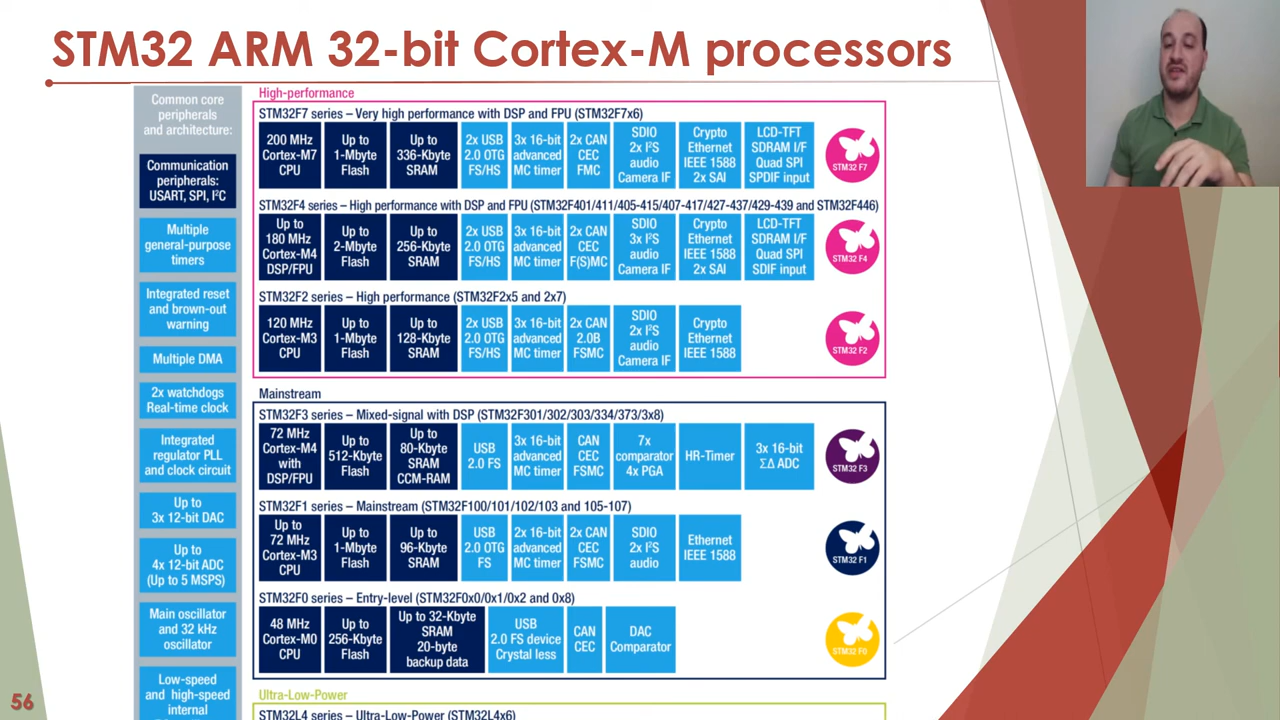 STM32 ARM 32-bit Cortex-M processors
Common core
peripherals
and architecture:
Communication
peripherals:
USART, SPI, I²C
Multiple
general-purpose
timers
Integrated reset
and brown-out
warning
Multiple DMA
2x watchdogs
Real-time clock
Integrated
regulator PLL
and clock circuit
Up to
3x 12-bit DAC
Up to
4x 12-bit ADC
(Up to 5 MSPS)
Main oscillator
and 32 kHz
oscillator
Low-speed
and high-speed
internal
High-performance
STM32F7 series – Very high performance with DSP and FPU (STM32F7x6)
200 MHz
Cortex-M7
CPU
Up to
1-Mbyte
Flash
Up to
336-Kbyte
SRAM
2x USB
2.0 OTG
FS/HS
3x 16-bit
advanced
MC timer
2x CAN
CEC
FMC
SDIO
2x I²S
audio
Camera IF
Crypto
Ethernet
IEEE 1588
2x SAI
LCD-TFT
SDRAM I/F
Quad SPI
SPDIF input
STM32 F7
STM32F4 series – High performance with DSP and FPU (STM32F401/411/405-415/407-417/427-437/429-439 and STM32F446)
Up to
180 MHz
Cortex-M4
DSP/FPU
Up to
2-Mbyte
Flash
Up to
256-Kbyte
SRAM
2x USB
2.0 OTG
FS/HS
3x 16-bit
advanced
MC timer
2x CAN
CEC
F(S)MC
SDIO
3x I²S
audio
Camera IF
Crypto
Ethernet
IEEE 1588
2x SAI
LCD-TFT
SDRAM I/F
Quad SPI
SDIF input
STM32 F4
STM32F2 series – High performance (STM32F2x5 and 2x7)
120 MHz
Cortex-M3
CPU
Up to
1-Mbyte
Flash
Up to
128-Kbyte
SRAM
2x USB
2.0 OTG
FS/HS
3x 16-bit
advanced
MC timer
2x CAN
2.0B
FSMC
SDIO
2x I²S
audio
Camera IF
Crypto
Ethernet
IEEE 1588
STM32 F2
Mainstream
STM32F3 series – Mixed-signal with DSP (STM32F301/302/303/334/373/3x8)
72 MHz
Cortex-M4
with
DSP/FPU
Up to
512-Kbyte
Flash
Up to
80-Kbyte
SRAM
CCM-RAM
USB
2.0 FS
3x 16-bit
advanced
MC timer
CAN
CEC
FSMC
7x
comparator
4x PGA
HR-Timer
3x 16-bit
ΣΔ ADC
STM32 F3
STM32F1 series – Mainstream (STM32F100/101/102/103 and 105-107)
Up to
72 MHz
Cortex-M3
CPU
Up to
1-Mbyte
Flash
Up to
96-Kbyte
SRAM
USB
2.0 OTG
FS
2x 16-bit
advanced
MC timer
2x CAN
CEC
FSMC
SDIO
2x I²S
audio
Ethernet
IEEE 1588
STM32 F1
STM32F0 series – Entry-level (STM32F0x0/0x1/0x2 and 0x8)
48 MHz
Cortex-M0
CPU
Up to
256-Kbyte
Flash
Up to 32-Kbyte
SRAM
20-byte
backup data
USB
2.0 FS device
Crystal less
CAN
CEC
DAC
Comparator
STM32 F0
Ultra-Low-Power
STM32L4 series – Ultra-Low-Power (STM32L4x6)
56